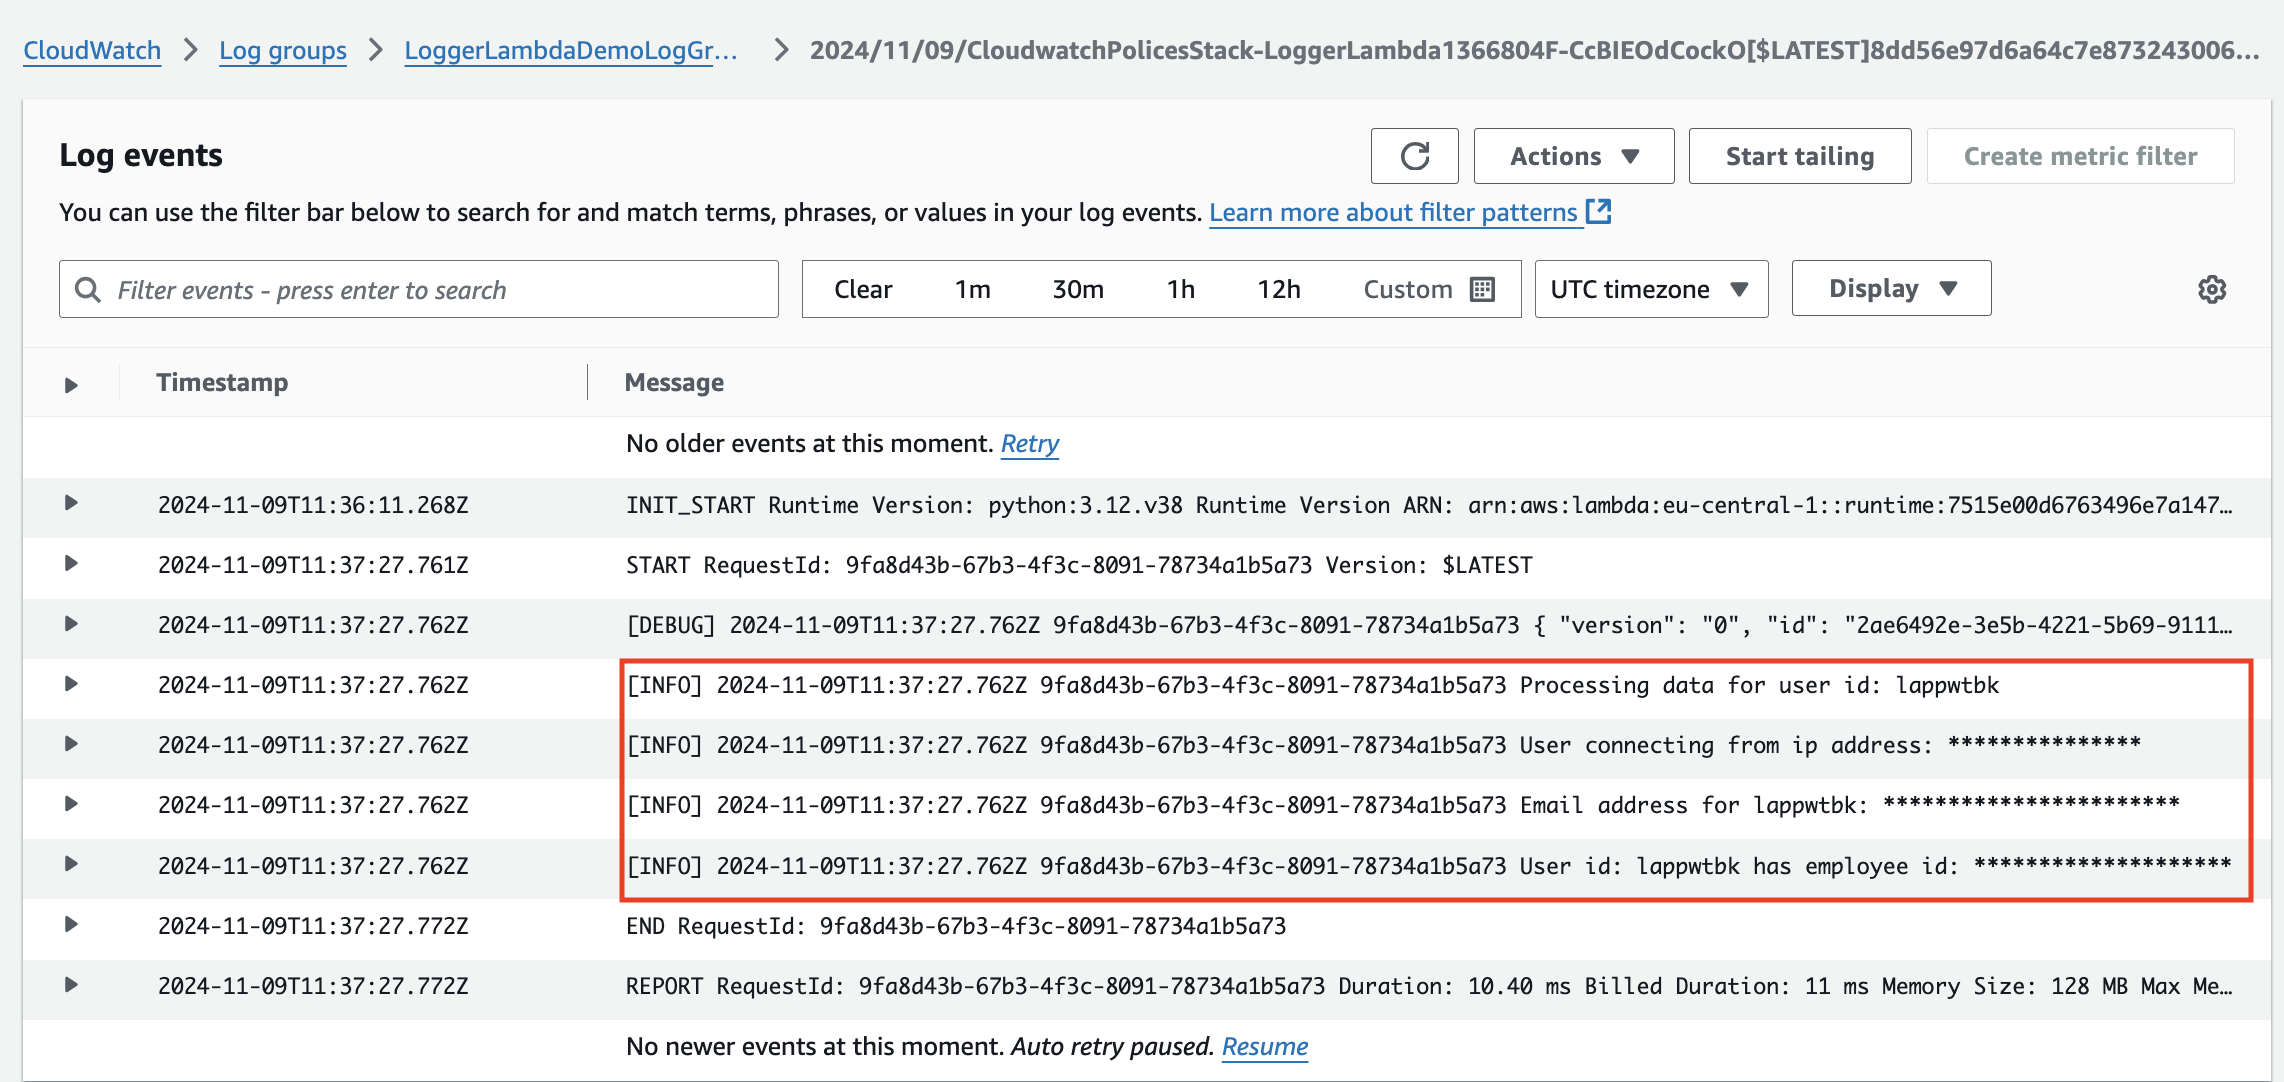 CloudWatch > Log groups > LoggerLambdaDemoLogGr... > 2024/11/09/CloudwatchPolicesStack-LoggerLambda1366804F-CcBIEOdCockO[$LATEST]8dd56e97d6a64c7e873243006...
Log events
Actions
Start tailing
Create metric filter
You can use the filter bar below to search for and match terms, phrases, or values in your log events. Learn more about filter patterns
Filter events - press enter to search
Clear 1m 30m 1h 12h Custom
UTC timezone
Display
Timestamp Message
No older events at this moment. Retry
2024-11-09T11:36:11.268Z INIT_START Runtime Version: python:3.12.v38 Runtime Version ARN: arn:aws:lambda:eu-central-1::runtime:7515e00d6763496e7a147...
2024-11-09T11:37:27.761Z START RequestId: 9fa8d43b-67b3-4f3c-8091-78734a1b5a73 Version: $LATEST
2024-11-09T11:37:27.762Z [DEBUG] 2024-11-09T11:37:27.762Z 9fa8d43b-67b3-4f3c-8091-78734a1b5a73 { "version": "0", "id": "2ae6492e-3e5b-4221-5b69-9111...
2024-11-09T11:37:27.762Z [INFO] 2024-11-09T11:37:27.762Z 9fa8d43b-67b3-4f3c-8091-78734a1b5a73 Processing data for user id: lappwtbk
2024-11-09T11:37:27.762Z [INFO] 2024-11-09T11:37:27.762Z 9fa8d43b-67b3-4f3c-8091-78734a1b5a73 User connecting from ip address: ***************
2024-11-09T11:37:27.762Z [INFO] 2024-11-09T11:37:27.762Z 9fa8d43b-67b3-4f3c-8091-78734a1b5a73 Email address for lappwtbk: ***********************
2024-11-09T11:37:27.762Z [INFO] 2024-11-09T11:37:27.762Z 9fa8d43b-67b3-4f3c-8091-78734a1b5a73 User id: lappwtbk has employee id: ********************
2024-11-09T11:37:27.772Z END RequestId: 9fa8d43b-67b3-4f3c-8091-78734a1b5a73
2024-11-09T11:37:27.772Z REPORT RequestId: 9fa8d43b-67b3-4f3c-8091-78734a1b5a73 Duration: 10.40 ms Billed Duration: 11 ms Memory Size: 128 MB Max Me...
No newer events at this moment. Auto retry paused. Resume